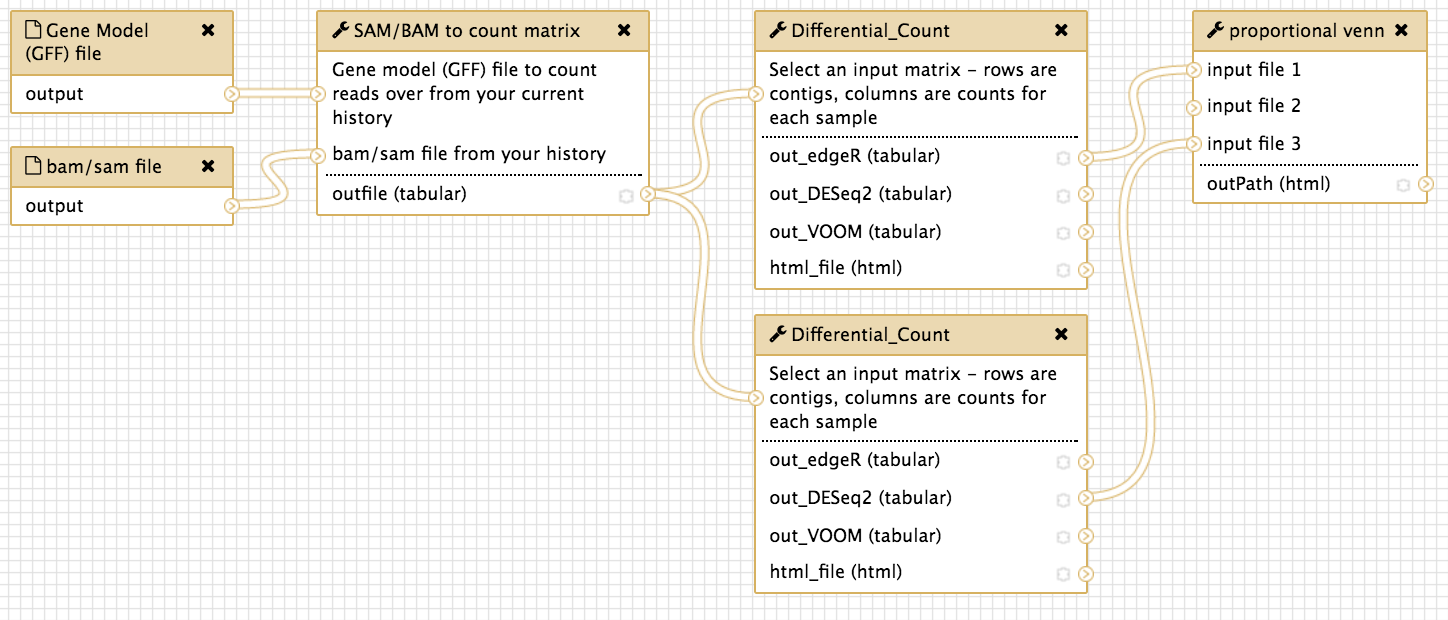 Gene Model
(GFF) file
output
bam/sam file
output
SAM/BAM to count matrix
Gene model (GFF) file to count
reads over from your current
history
bam/sam file from your history
outfile (tabular)
Differential_Count
Select an input matrix - rows are
contigs, columns are counts for
each sample
out_edgeR (tabular)
out_DESeq2 (tabular)
out_VOOM (tabular)
html_file (html)
Differential_Count
Select an input matrix - rows are
contigs, columns are counts for
each sample
out_edgeR (tabular)
out_DESeq2 (tabular)
out_VOOM (tabular)
html_file (html)
proportional venn
input file 1
input file 2
input file 3
outPath (html)